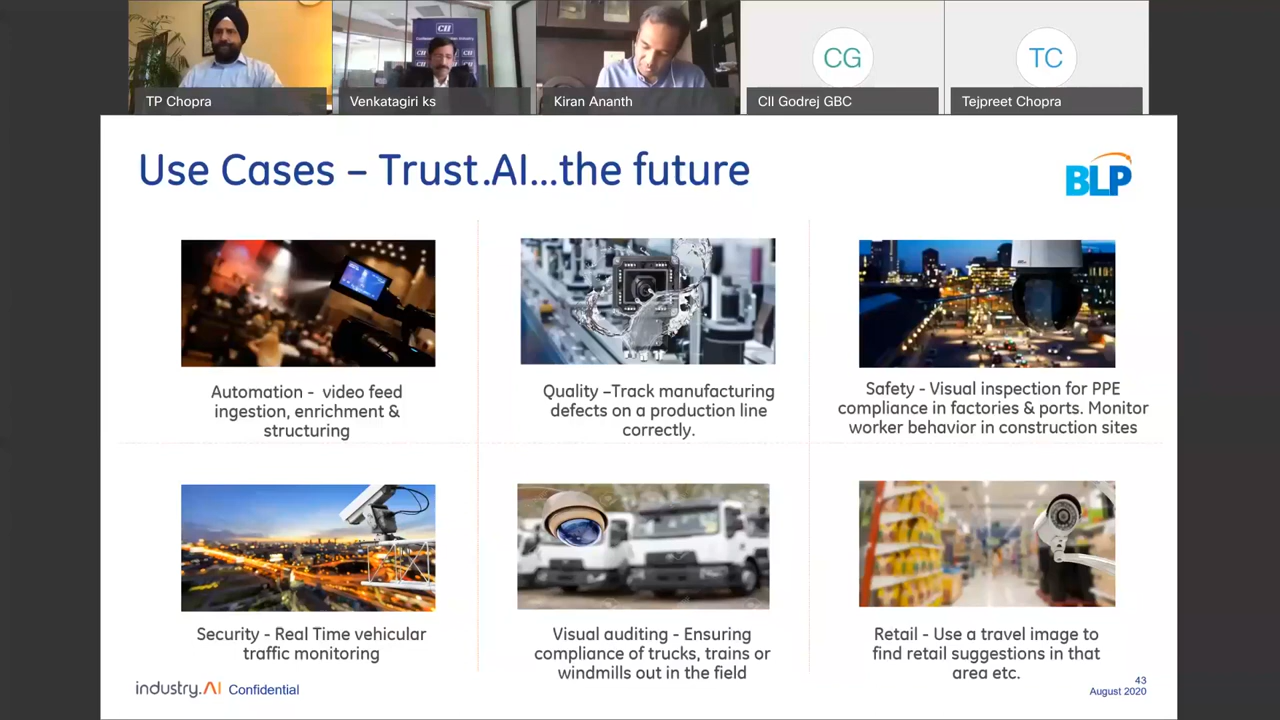 CII
CII
CII
CII
CG
TC
TP Chopra
Venkatagiri ks
Kiran Ananth
CII Godrej GBC
Tejpreet Chopra
Use Cases – Trust.AI...the future
BLP
Automation -  video feed
ingestion, enrichment &
structuring
Quality –Track manufacturing
defects on a production line
correctly.
Safety - Visual inspection for PPE
compliance in factories & ports. Monitor
worker behavior in construction sites
Security - Real Time vehicular
traffic monitoring
Visual auditing - Ensuring
compliance of trucks, trains or
windmills out in the field
Retail - Use a travel image to
find retail suggestions in that
area etc.
industry.AI Confidential
43
August 2020